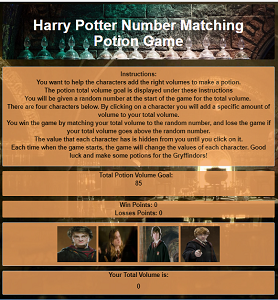 Harry Potter Number Matching
Potion Game
Instructions:
You want to help the characters add the right volumes to make a potion.
The potion total volume goal is displayed under these instructions
You will be given a random number at the start of the game for the total volume.
There are four characters below. By clicking on a character you will add a specific amount of
volume to your total volume.
You win the game by matching your total volume to the random number, and lose the game if
your total volume goes above the random number.
The value that each character has is hidden from you until you click on it.
Each time when the game starts, the game will change the values of each character. Good
luck and make some potions for the Gryffindors!
Total Potion Volume Goal:
85
Win Points: 0
Losses Points: 0
Your Total Volume is:
0